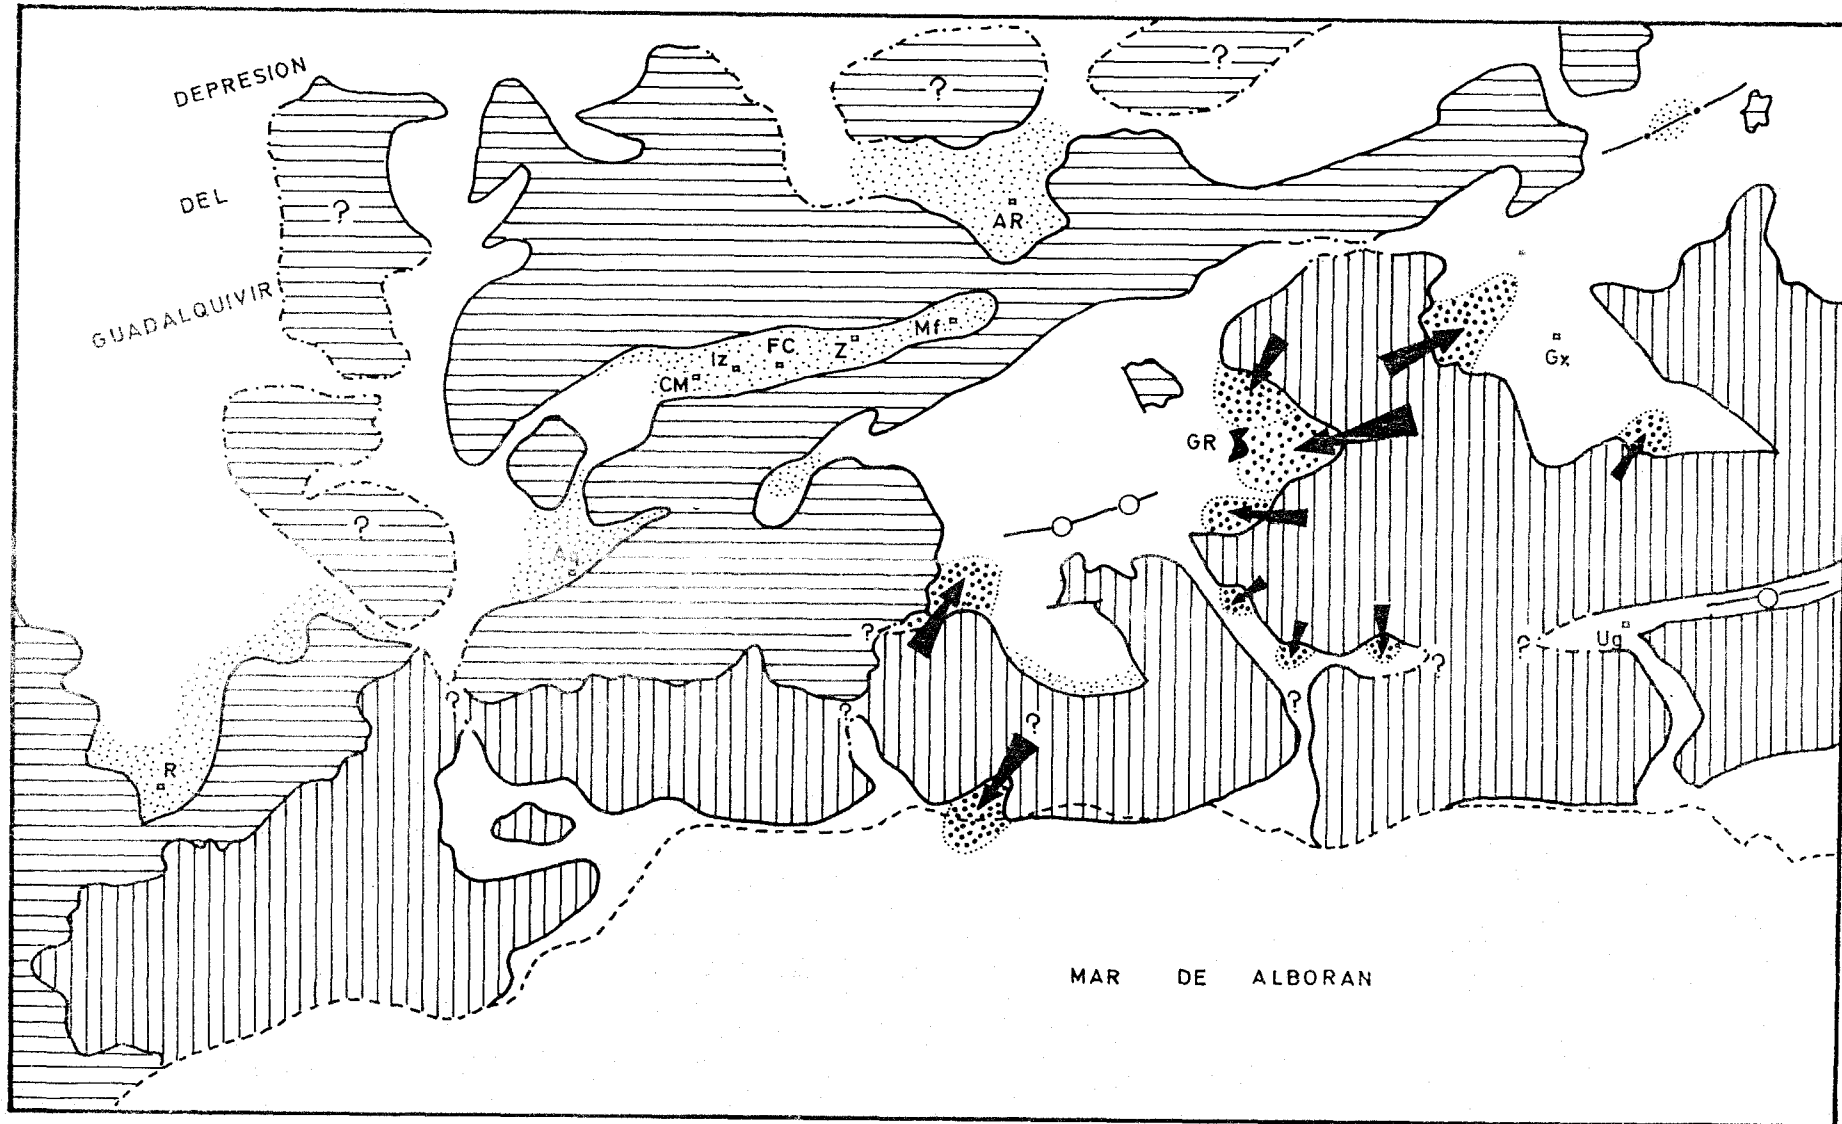 DEPRESION
?
?
DEL
?
AR
GUADALQUIVIR
Mf
FC
Z
Iz
CM
Gx
GR
?
?
Ug
?
?
?
?
?
?
R
MAR DE ALBORAN